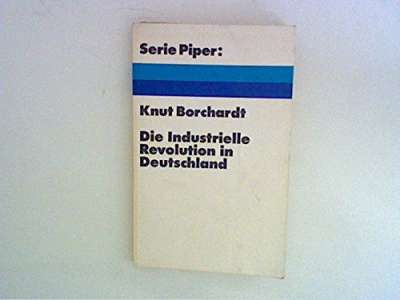 Serie Piper:
Knut Borchardt
Die Industrielle
Revolution in
Deutschland